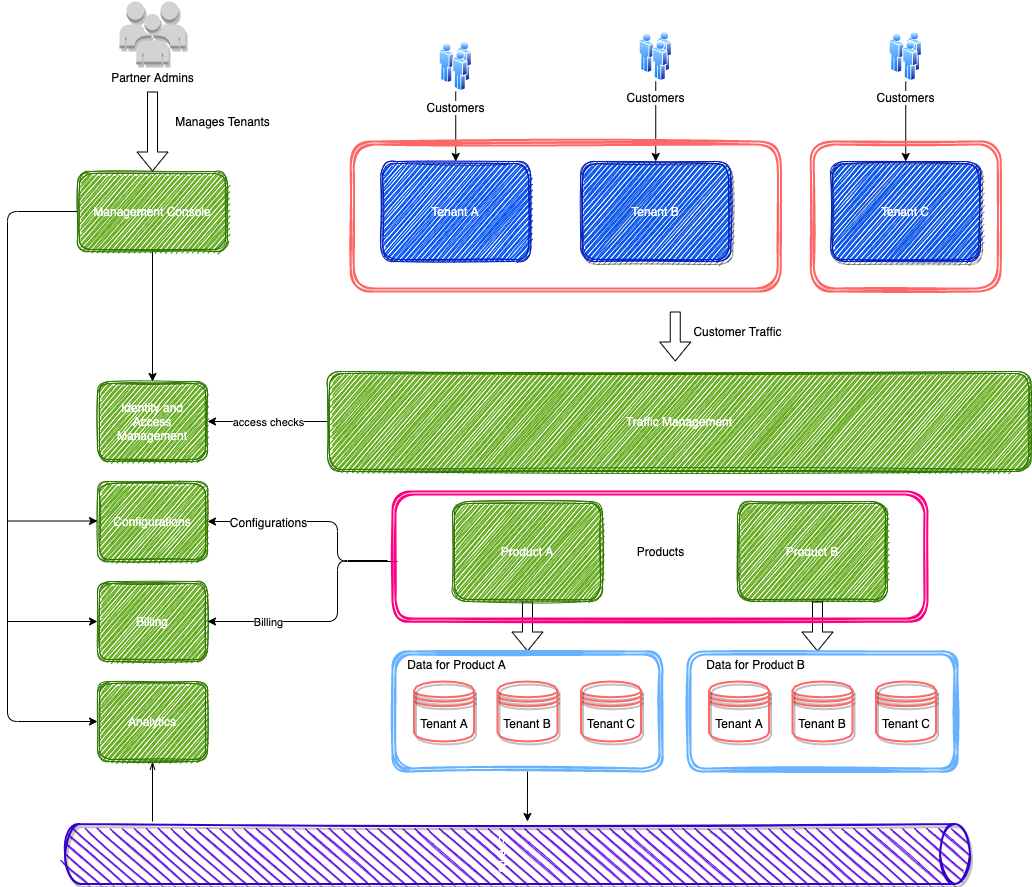 Partner Admins
Manages Tenants
Customers
Customers
Customers
Management Console
Tenant A
Tenant B
Tenant C
Customer Traffic
Identity and
Access
Management
access checks
Traffic Management
Configurations
Configurations
Product A
Products
Product B
Billing
Billing
Data for Product A
Data for Product B
Tenant A
Tenant B
Tenant C
Tenant A
Tenant B
Tenant C
Analytics